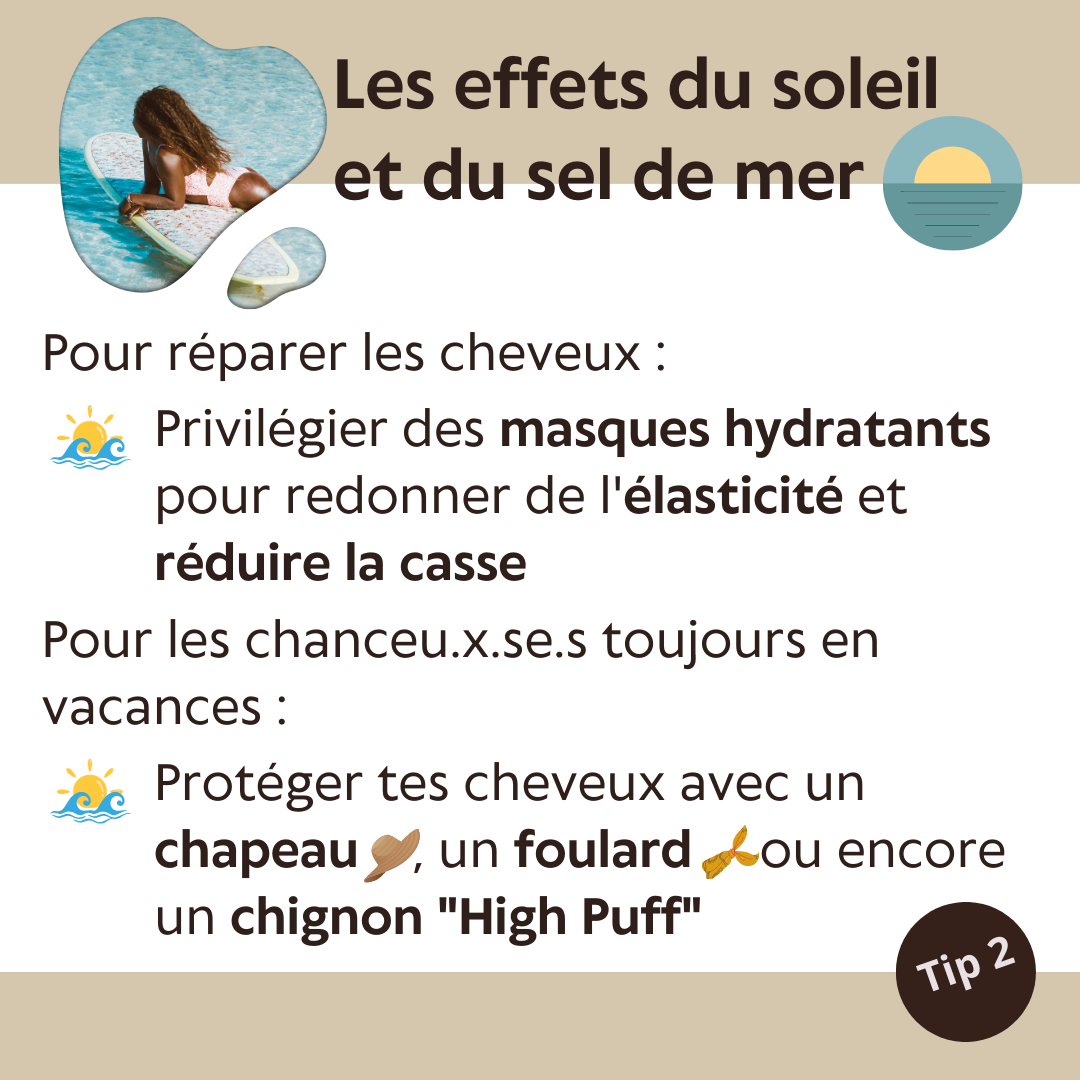 Les effets du soleil
et du sel de mer
Pour réparer les cheveux :
Privilégier des masques hydratants
pour redonner de l'élasticité et
réduire la casse
Pour les chanceu.x.se.s toujours en
vacances :
Protéger tes cheveux avec un
chapeau , un foulard ou encore
un chignon "High Puff"
Tip 2